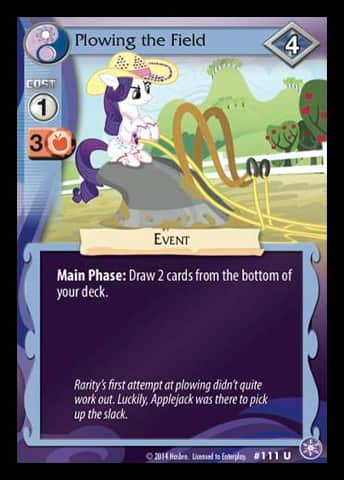 Plowing the Field
4
COST
1
3
EVENT
Main Phase: Draw 2 cards from the bottom of
your deck.
Rarity's first attempt at plowing didn't quite
work out. Luckily, Applejack was there to pick
up the slack.
© 2014 Hasbro. Licensed to Enterplay. #111 U